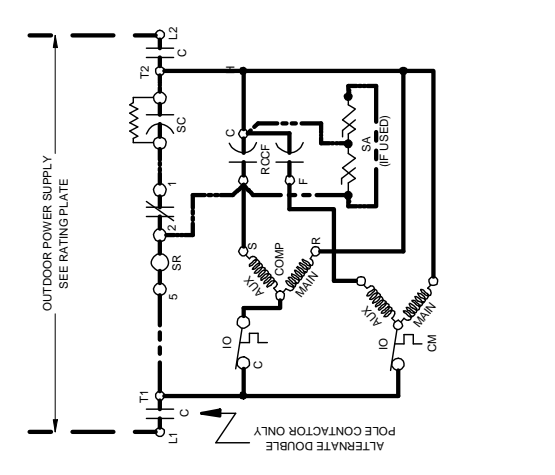 OUTDOOR POWER SUPPLY
SEE RATING PLATE
L2
C
T2
H
SC
1
2
SR
5
T1
C
L1
C
RCCF
F
SA
(IF USED)
S
COMP
R
AUX
MAIN
IO
C
AUX
MAIN
IO
CM
ALTERNATE DOUBLE
POLE CONTACTOR ONLY